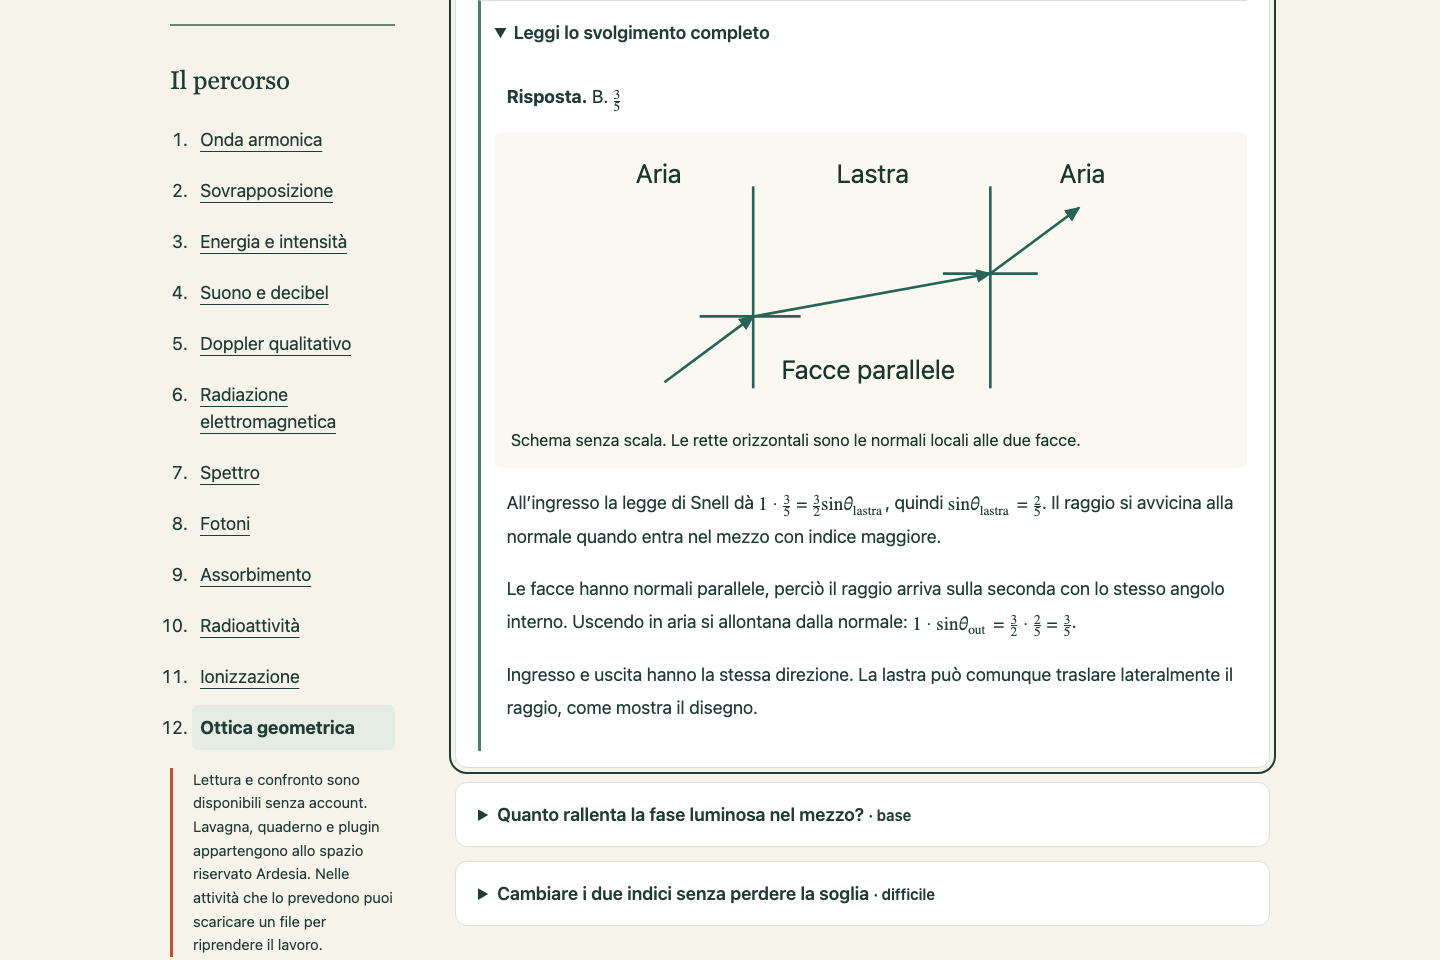 Il percorso
1. Onda armonica
2. Sovrapposizione
3. Energia e intensità
4. Suono e decibel
5. Doppler qualitativo
6. Radiazione
elettromagnetica
7. Spettro
8. Fotoni
9. Assorbimento
10. Radioattività
11. Ionizzazione
12. Ottica geometrica
Lettura e confronto sono
disponibili senza account.
Lavagna, quaderno e plugin
appartengono allo spazio
riservato Ardesia. Nelle
attività che lo prevedono puoi
scaricare un file per
riprendere il lavoro.
▼ Leggi lo svolgimento completo
Risposta. B. 3/5
Aria Lastra Aria
Facce parallele
Schema senza scala. Le rette orizzontali sono le normali locali alle due facce.
All’ingresso la legge di Snell dà 1 · 3/5 = 3/2 sinθ_lastra, quindi sinθ_lastra = 2/5. Il raggio si avvicina alla
normale quando entra nel mezzo con indice maggiore.
Le facce hanno normali parallele, perciò il raggio arriva sulla seconda con lo stesso angolo
interno. Uscendo in aria si allontana dalla normale: 1 · sinθ_out = 3/2 · 2/5 = 3/5.
Ingresso e uscita hanno la stessa direzione. La lastra può comunque traslare lateralmente il
raggio, come mostra il disegno.
▶ Quanto rallenta la fase luminosa nel mezzo? · base
▶ Cambiare i due indici senza perdere la soglia · difficile